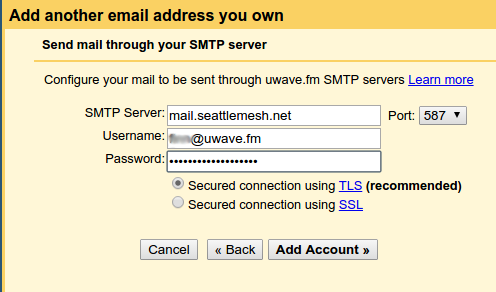 Add another email address you own
Send mail through your SMTP server
Configure your mail to be sent through uwave.fm SMTP servers Learn more
SMTP Server: mail.seattlemesh.net Port: 587
Username: @uwave.fm
Password: •••••••••••••••••••
Secured connection using TLS (recommended)
Secured connection using SSL
Cancel « Back Add Account »